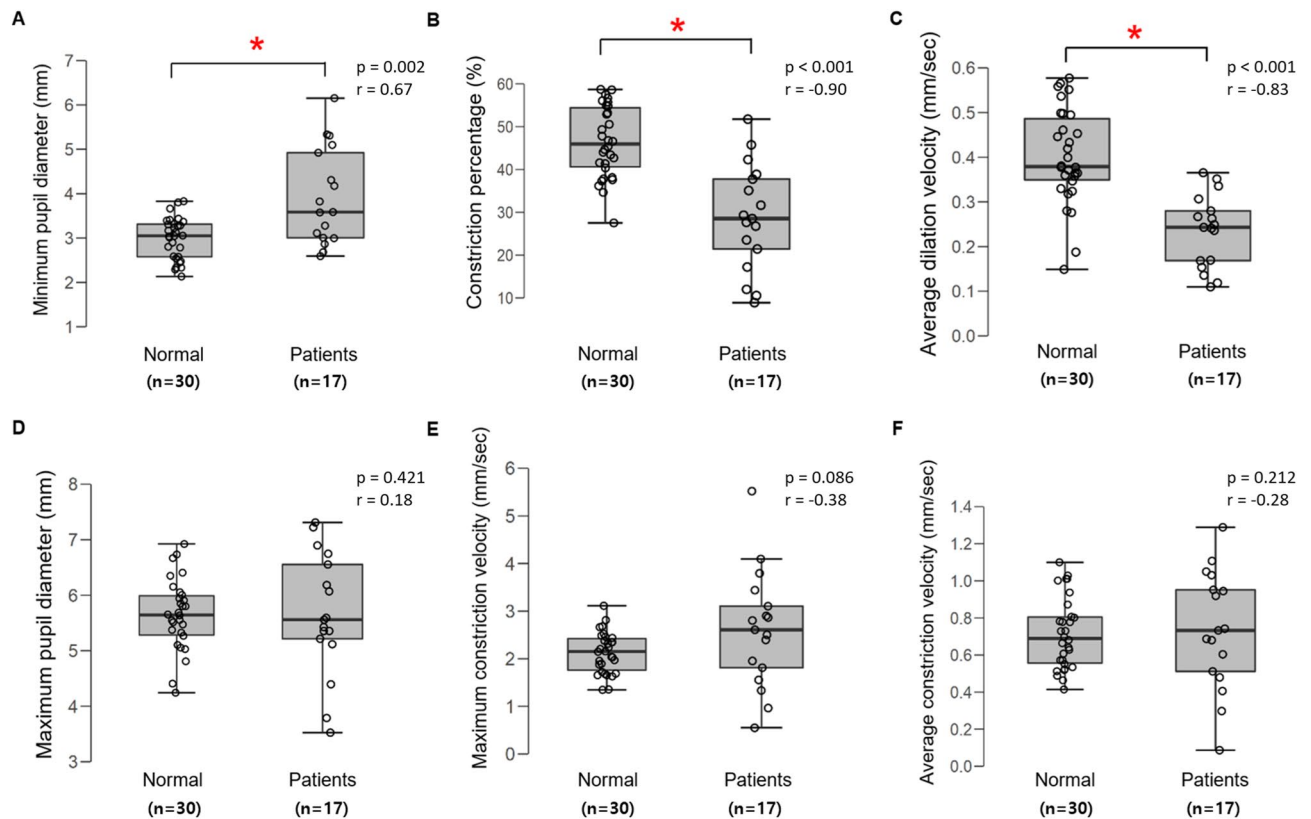 A
Minimum pupil diameter (mm)
7
6
5
4
3
2
1
*
p = 0.002
r = 0.67
Normal
(n=30)
Patients
(n=17)
B
Constriction percentage (%)
60
50
40
30
20
10
*
p < 0.001
r = -0.90
Normal
(n=30)
Patients
(n=17)
C
Average dilation velocity (mm/sec)
0.6
0.5
0.4
0.3
0.2
0.1
0.0
*
p < 0.001
r = -0.83
Normal
(n=30)
Patients
(n=17)
D
Maximum pupil diameter (mm)
8
7
6
5
4
3
p = 0.421
r = 0.18
Normal
(n=30)
Patients
(n=17)
E
Maximum constriction velocity (mm/sec)
6
5
4
3
2
1
0
p = 0.086
r = -0.38
Normal
(n=30)
Patients
(n=17)
F
Average constriction velocity (mm/sec)
1.4
1.2
1.0
0.8
0.6
0.4
0.2
0.0
p = 0.212
r = -0.28
Normal
(n=30)
Patients
(n=17)